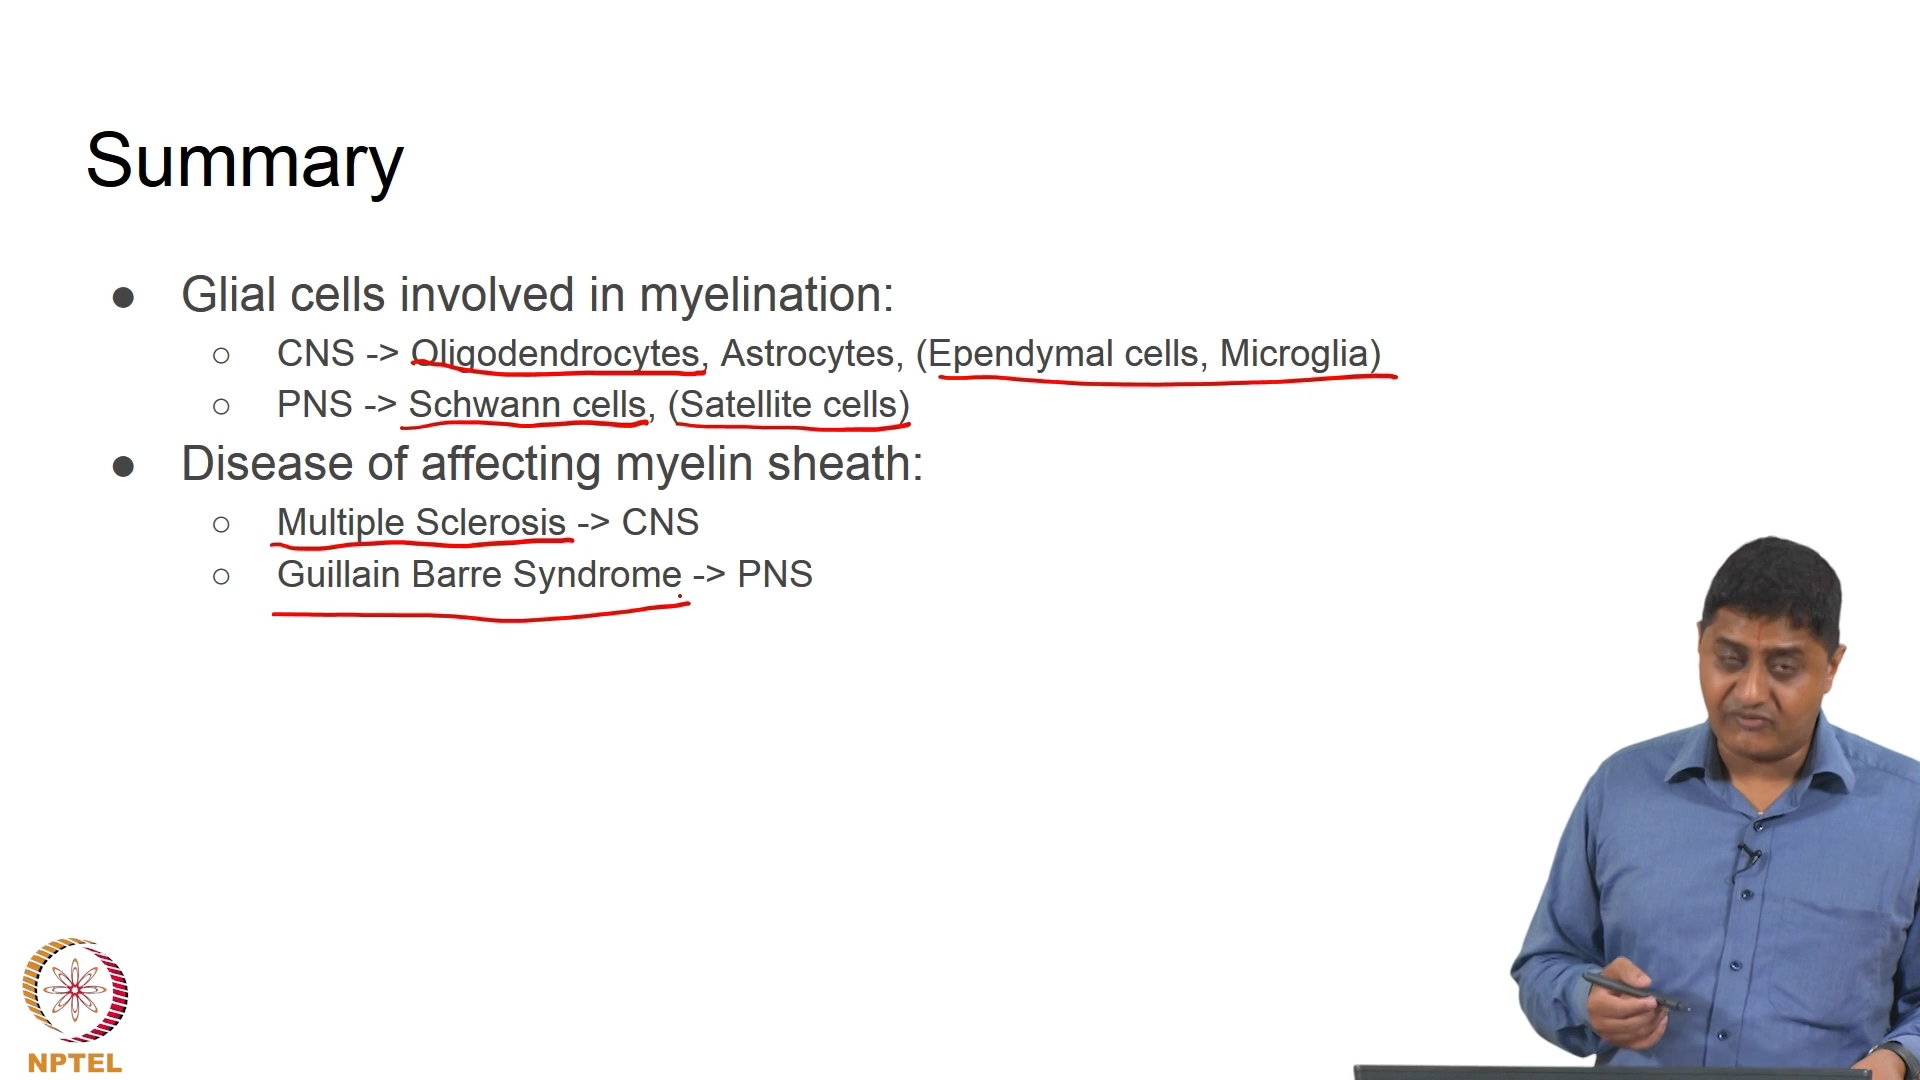 Summary
● Glial cells involved in myelination:
○ CNS -> Oligodendrocytes, Astrocytes, (Ependymal cells, Microglia)
○ PNS -> Schwann cells, (Satellite cells)
● Disease of affecting myelin sheath:
○ Multiple Sclerosis -> CNS
○ Guillain Barre Syndrome -> PNS
NPTEL